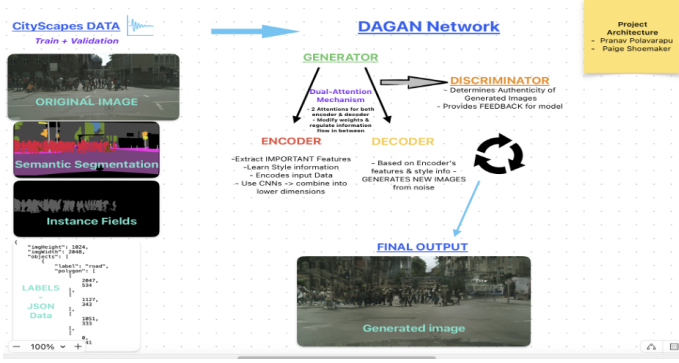 CityScapes DATA
Train + Validation
ORIGINAL IMAGE
Semantic Segmentation
Instance Fields
{
"imgHeight": 1024,
"imgWidth": 2048,
"objects": [
{
"label": "road",
"polygon": [
[
2047,
534
],
[
1127,
343
],
[
1051,
333
],
[
0,
41
LABELS
-
JSON
Data
100%
DAGAN Network
GENERATOR
Dual-Attention
Mechanism
- 2 Attentions for both
encoder & decoder
- Modify weights &
regulate information
flow in between
DISCRIMINATOR
- Determines Authenticity of
Generated Images
- Provides FEEDBACK for model
ENCODER
-Extract IMPORTANT Features
-Learn Style information
- Encodes input Data
- Use CNNs -> combine into
lower dimensions
DECODER
- Based on Encoder's
features & style info -
GENERATES NEW IMAGES
from noise
FINAL OUTPUT
Generated image
Project
Architecture
- Pranav Polavarapu
- Paige Shoemaker